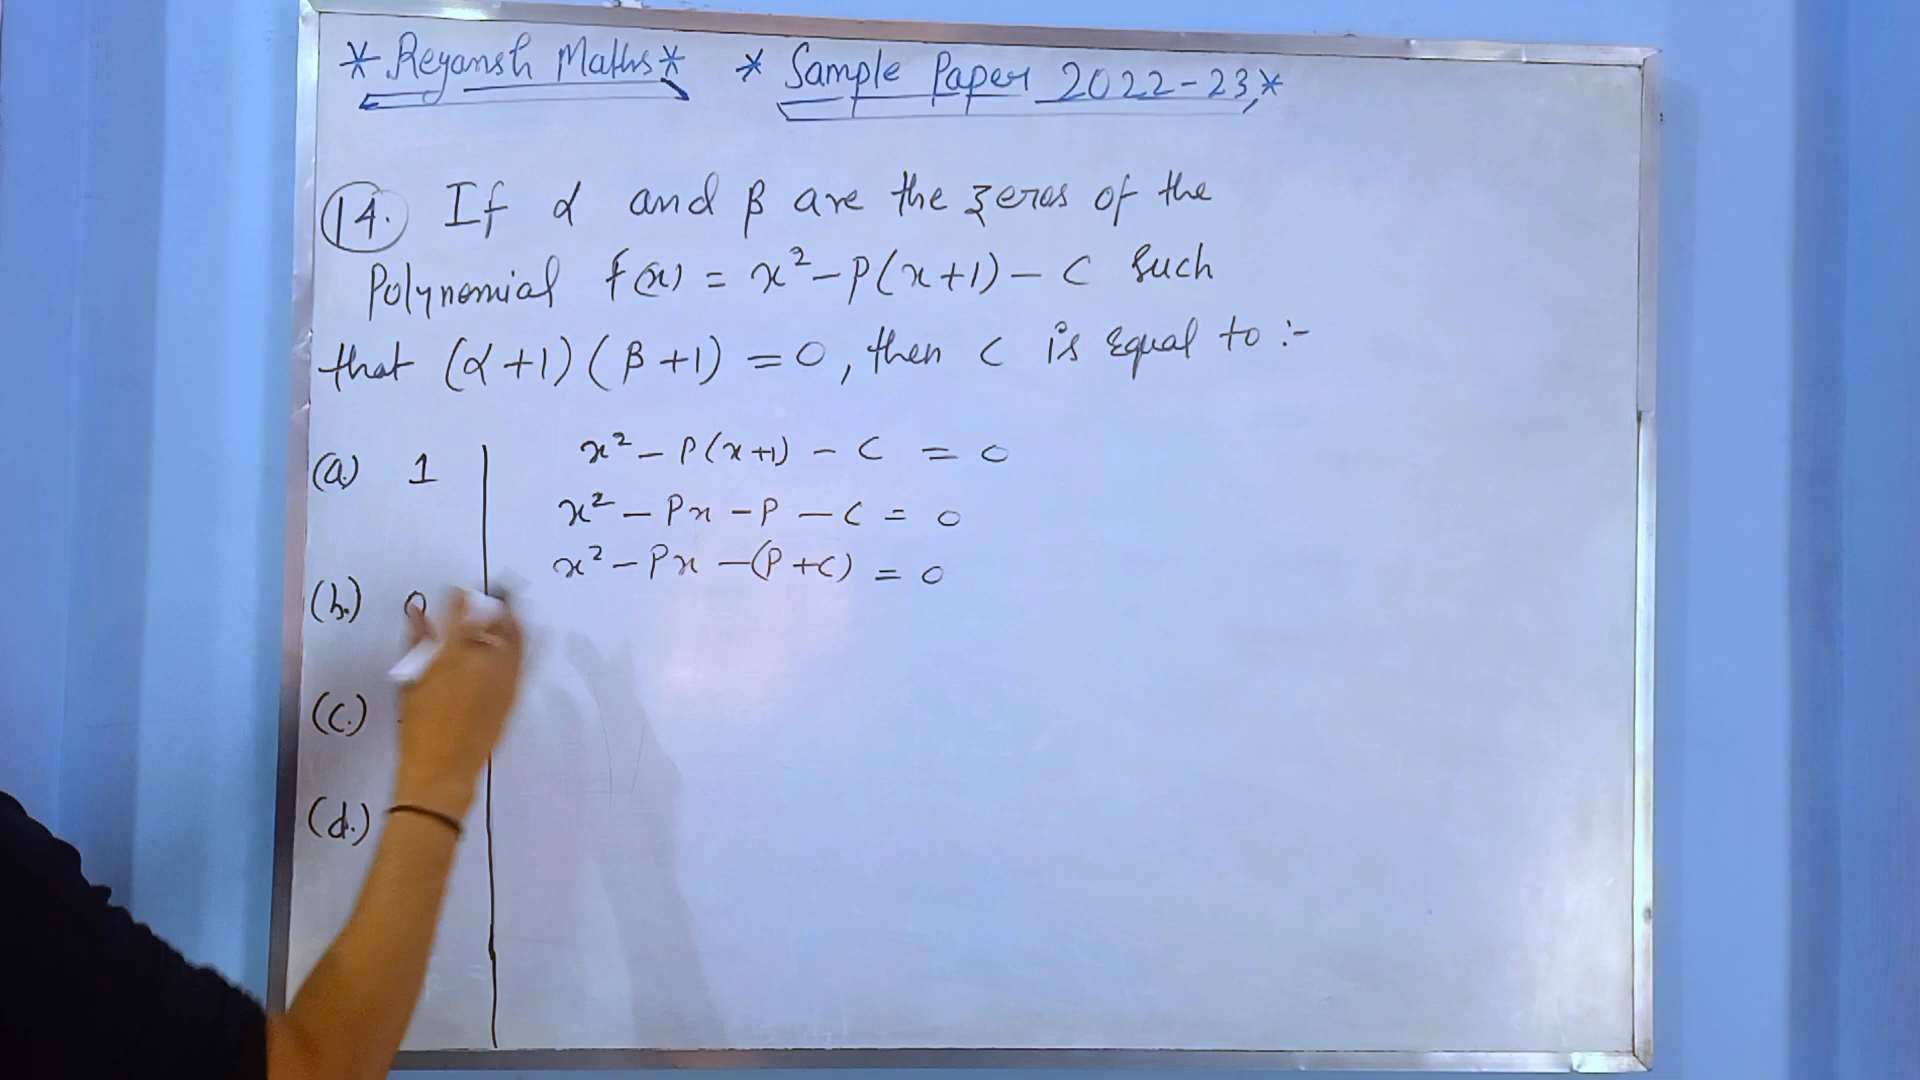 *Reyansh Maths* * Sample Paper 2022-23,*
14. If α and β are the zeros of the
Polynomial f(x) = x² - P(x+1) - C such
that (α+1)(β+1) = 0, then C is equal to :-
(a) 1
x² - P(x+1) - C = 0
x² - Px - P - C = 0
x² - Px - (P+C) = 0
(b.) 0
(c.)
(d.)